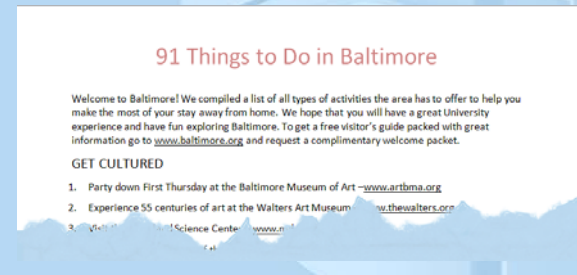 91 Things to Do in Baltimore
Welcome to Baltimore! We compiled a list of all types of activities the area has to offer to help you
make the most of your stay away from home. We hope that you will have a great University
experience and have fun exploring Baltimore. To get a free visitor's guide packed with great
information go to www.baltimore.org and request a complimentary welcome packet.
GET CULTURED
1. Party down First Thursday at the Baltimore Museum of Art –www.artbma.org
2. Experience 55 centuries of art at the Walters Art Museum w.thewalters.org
3. Science Center